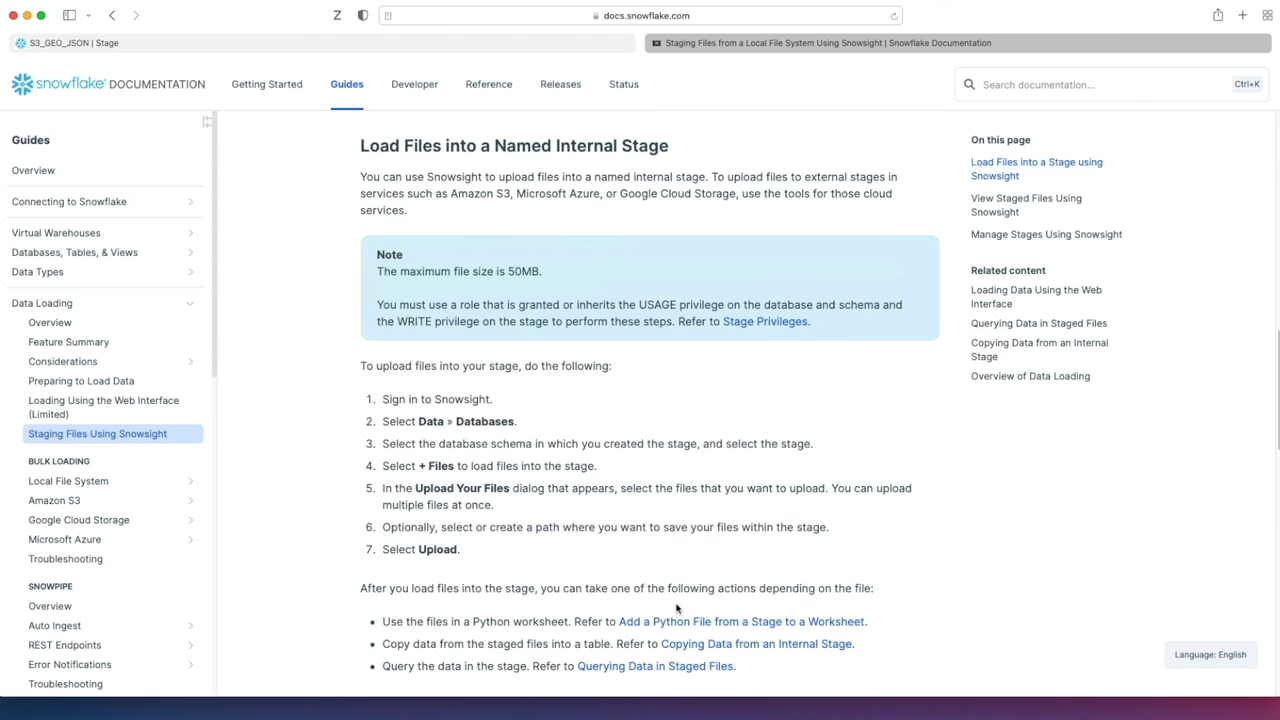 Z
docs.snowflake.com
S3_GEO_JSON | Stage
Staging Files from a Local File System Using Snowsight | Snowflake Documentation
snowflake DOCUMENTATION
Getting Started
Guides
Developer
Reference
Releases
Status
Search documentation...
Ctrl+K
Guides
Overview
Connecting to Snowflake
Virtual Warehouses
Databases, Tables, & Views
Data Types
Data Loading
Overview
Feature Summary
Considerations
Preparing to Load Data
Loading Using the Web Interface
(Limited)
Staging Files Using Snowsight
BULK LOADING
Local File System
Amazon S3
Google Cloud Storage
Microsoft Azure
Troubleshooting
SNOWPIPE
Overview
Auto Ingest
REST Endpoints
Error Notifications
Troubleshooting
Load Files into a Named Internal Stage
You can use Snowsight to upload files into a named internal stage. To upload files to external stages in
services such as Amazon S3, Microsoft Azure, or Google Cloud Storage, use the tools for those cloud
services.
Note
The maximum file size is 50MB.
You must use a role that is granted or inherits the USAGE privilege on the database and schema and
the WRITE privilege on the stage to perform these steps. Refer to Stage Privileges.
To upload files into your stage, do the following:
1. Sign in to Snowsight.
2. Select Data » Databases.
3. Select the database schema in which you created the stage, and select the stage.
4. Select + Files to load files into the stage.
5. In the Upload Your Files dialog that appears, select the files that you want to upload. You can upload
multiple files at once.
6. Optionally, select or create a path where you want to save your files within the stage.
7. Select Upload.
After you load files into the stage, you can take one of the following actions depending on the file:
• Use the files in a Python worksheet. Refer to Add a Python File from a Stage to a Worksheet.
• Copy data from the staged files into a table. Refer to Copying Data from an Internal Stage.
• Query the data in the stage. Refer to Querying Data in Staged Files.
On this page
Load Files into a Stage using
Snowsight
View Staged Files Using
Snowsight
Manage Stages Using Snowsight
Related content
Loading Data Using the Web
Interface
Querying Data in Staged Files
Copying Data from an Internal
Stage
Overview of Data Loading
Language: English